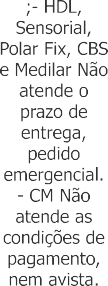 ;- HDL,
Sensorial,
Polar Fix, CBS
e Medilar Não
atende o
prazo de
entrega,
pedido
emergencial.
- CM Não
atende as
condições de
pagamento,
nem avista.